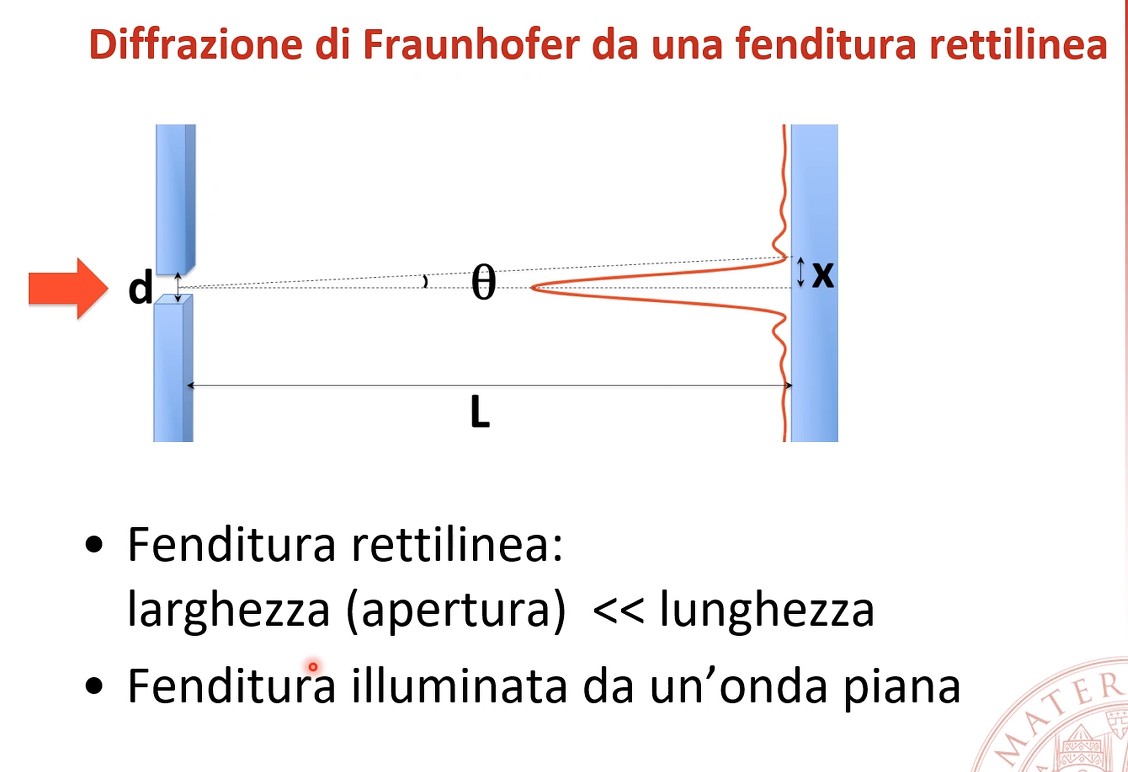 Diffrazione di Fraunhofer da una fenditura rettilinea
d
θ
x
L
• Fenditura rettilinea:
larghezza (apertura) << lunghezza
• Fenditura illuminata da un’onda piana
MATER